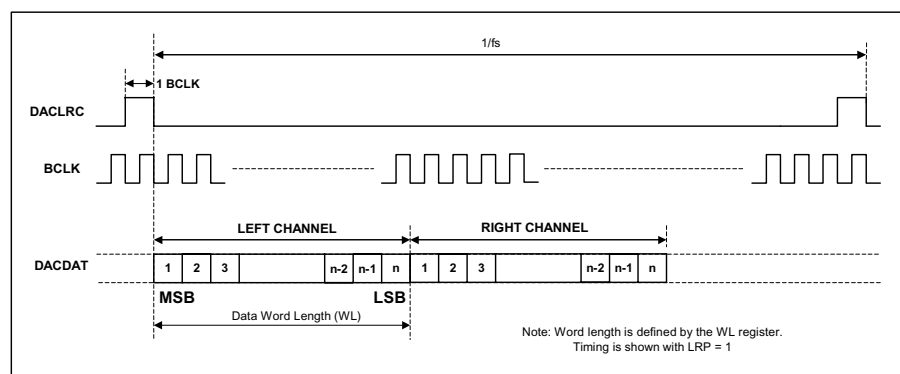 1/fs
1 BCLK
DACLRC
BCLK
LEFT CHANNEL
RIGHT CHANNEL
DACDAT
1 2 3 n-2 n-1 n 1 2 3 n-2 n-1 n
MSB
LSB
Data Word Length (WL)
Note: Word length is defined by the WL register.
Timing is shown with LRP = 1